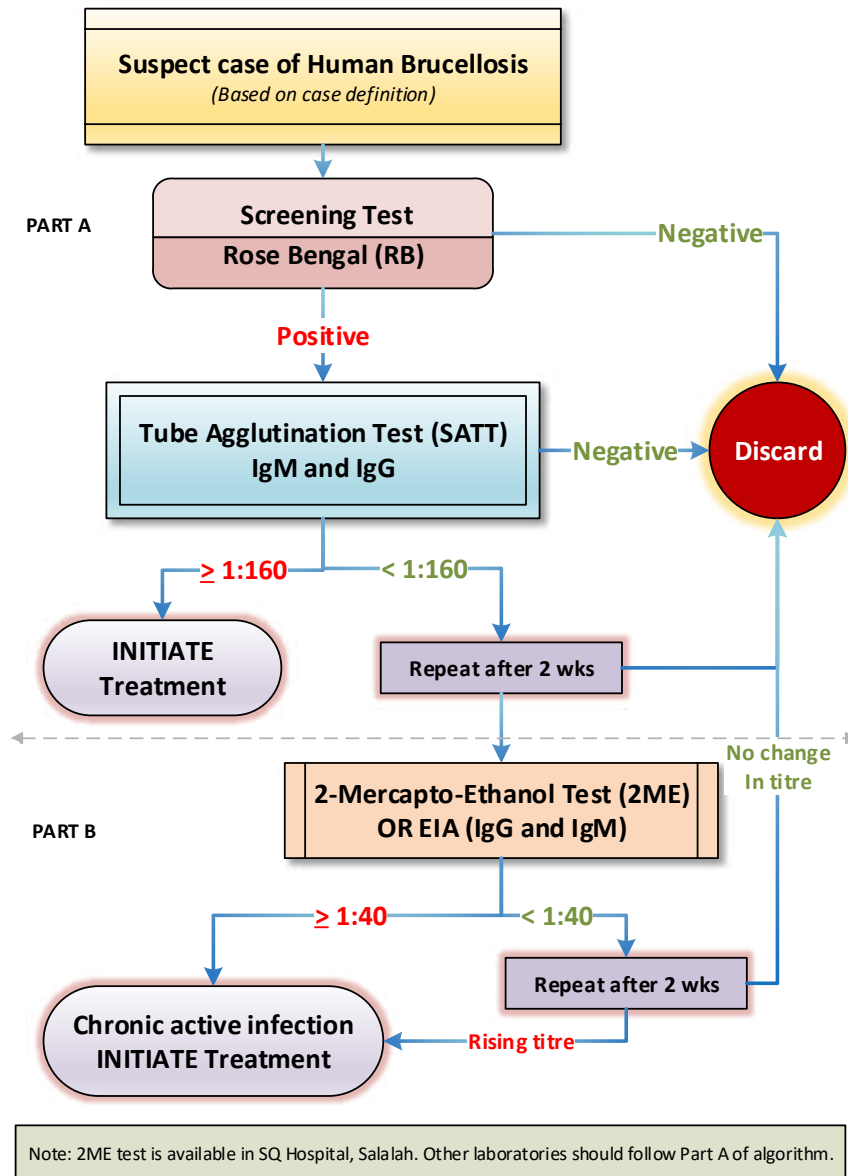 Suspect case of Human Brucellosis
(Based on case definition)
PART A
Screening Test
Rose Bengal (RB)
Negative
Positive
Tube Agglutination Test (SATT)
IgM and IgG
Negative
Discard
≥ 1:160
< 1:160
INITIATE
Treatment
Repeat after 2 wks
No change
In titre
2-Mercapto-Ethanol Test (2ME)
OR EIA (IgG and IgM)
PART B
≥ 1:40
< 1:40
Repeat after 2 wks
Chronic active infection
INITIATE Treatment
Rising titre
Note: 2ME test is available in SQ Hospital, Salalah. Other laboratories should follow Part A of algorithm.